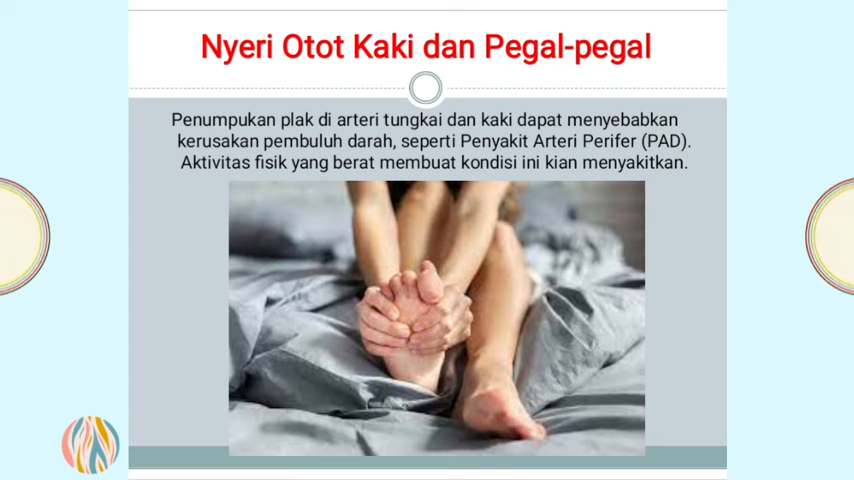 Nyeri Otot Kaki dan Pegal-pegal
Penumpukan plak di arteri tungkai dan kaki dapat menyebabkan
kerusakan pembuluh darah, seperti Penyakit Arteri Perifer (PAD).
Aktivitas fisik yang berat membuat kondisi ini kian menyakitkan.